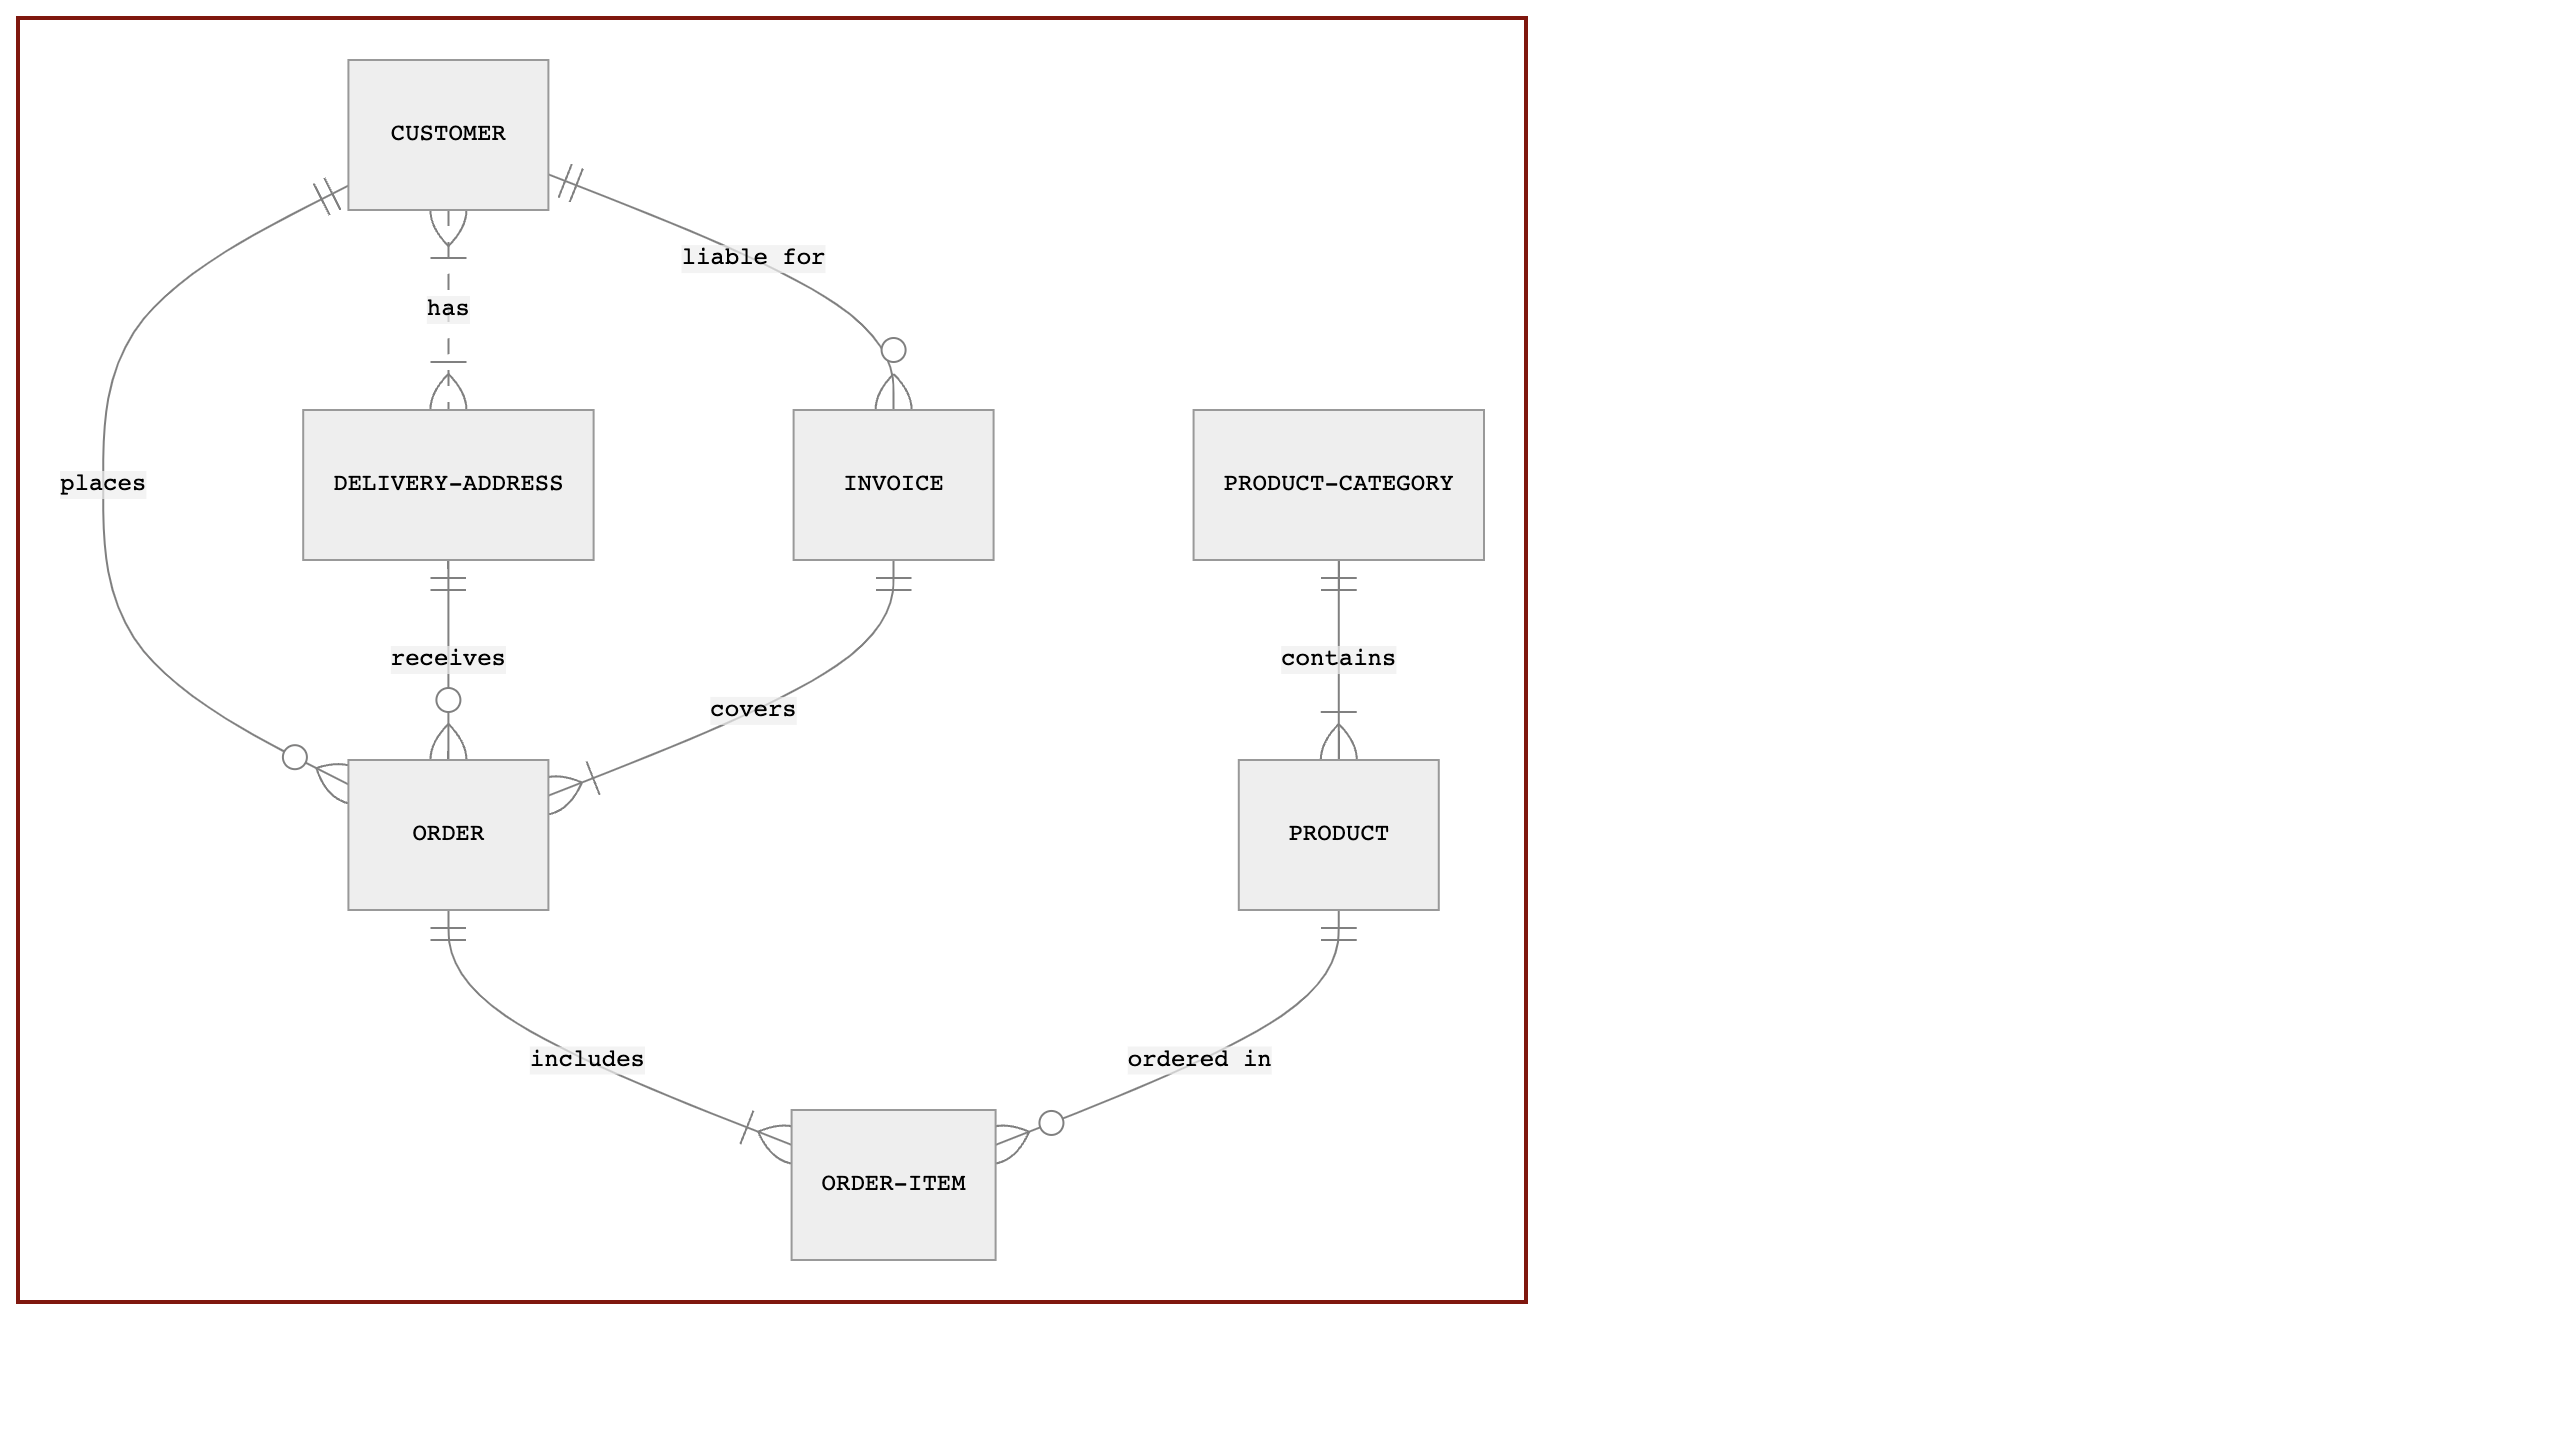 CUSTOMER
liable for
has
places
DELIVERY-ADDRESS
INVOICE
PRODUCT-CATEGORY
receives
contains
covers
ORDER
PRODUCT
includes
ordered in
ORDER-ITEM